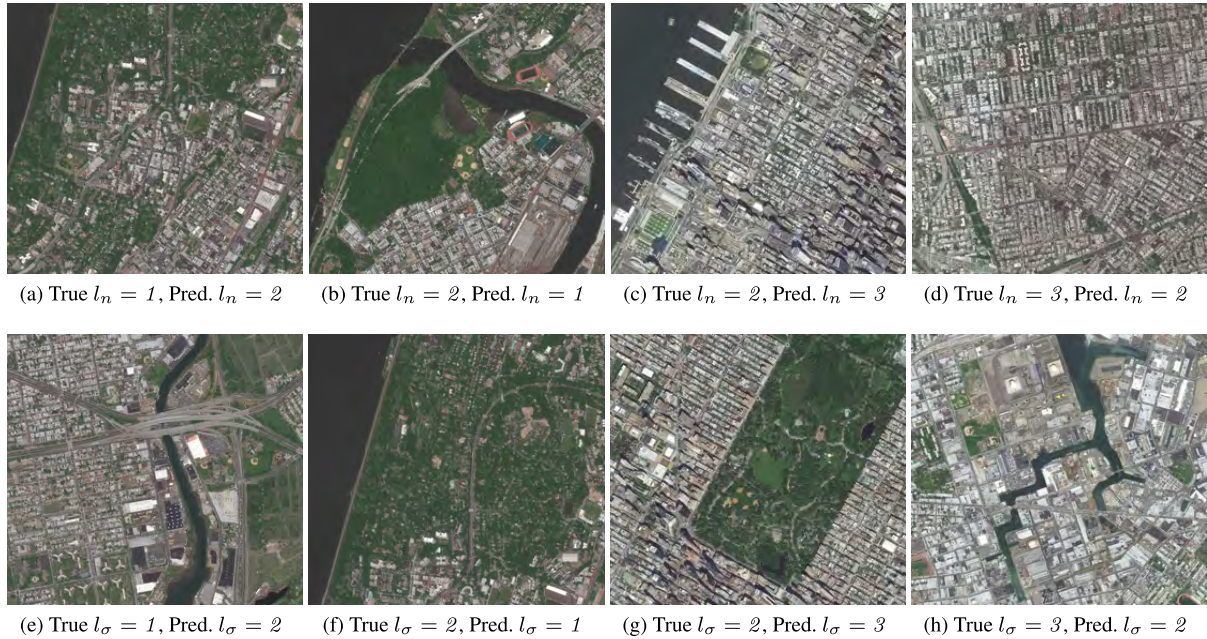 (a) True l_n = 1, Pred. l_n = 2
(b) True l_n = 2, Pred. l_n = 1
(c) True l_n = 2, Pred. l_n = 3
(d) True l_n = 3, Pred. l_n = 2
(e) True l_σ = 1, Pred. l_σ = 2
(f) True l_σ = 2, Pred. l_σ = 1
(g) True l_σ = 2, Pred. l_σ = 3
(h) True l_σ = 3, Pred. l_σ = 2